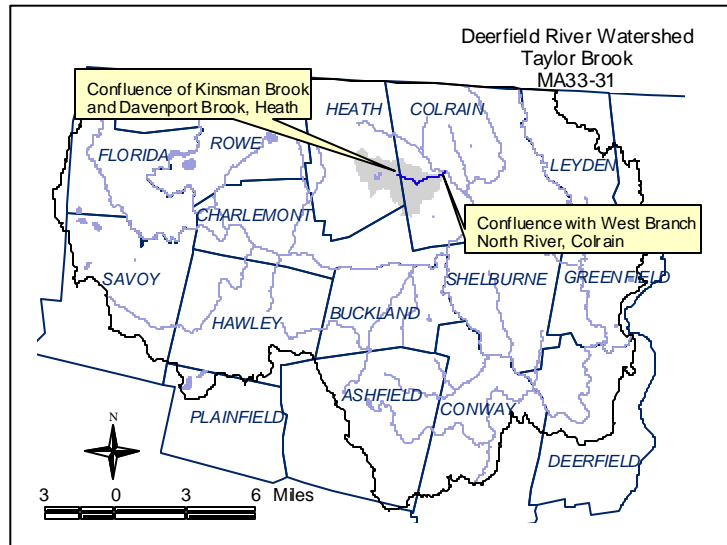 Deerfield River Watershed
Taylor Brook
MA33-31
Confluence of Kinsman Brook
and Davenport Brook, Heath
HEATH
COLRAIN
ROWE
FLORIDA
LEYDEN
CHARLEMONT
Confluence with West Branch
North River, Colrain
SAVOY
SHELBURNE
GREENFIELD
HAWLEY
BUCKLAND
ASHFIELD
CONWAY
PLAINFIELD
DEERFIELD
N
3 0 3 6 Miles